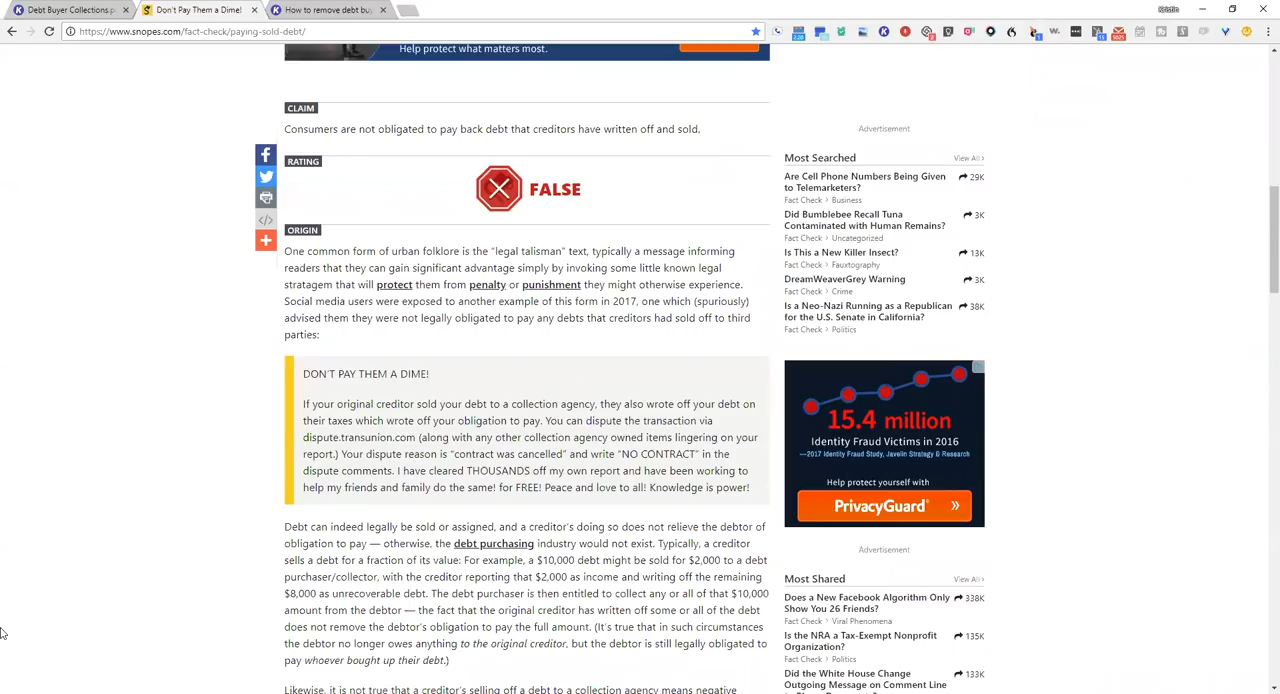 Debt Buyer Collections p
Don't Pay Them a Dime!
How to remove debt buy
Kristin
https://www.snopes.com/fact-check/paying-sold-debt/
Help protect what matters most.
CLAIM
Consumers are not obligated to pay back debt that creditors have written off and sold.
RATING
FALSE
ORIGIN
One common form of urban folklore is the “legal talisman” text, typically a message informing
readers that they can gain significant advantage simply by invoking some little known legal
stratagem that will protect them from penalty or punishment they might otherwise experience.
Social media users were exposed to another example of this form in 2017, one which (spuriously)
advised them they were not legally obligated to pay any debts that creditors had sold off to third
parties:
DON’T PAY THEM A DIME!
If your original creditor sold your debt to a collection agency, they also wrote off your debt on
their taxes which wrote off your obligation to pay. You can dispute the transaction via
dispute.transunion.com (along with any other collection agency owned items lingering on your
report.) Your dispute reason is “contract was cancelled” and write “NO CONTRACT” in the
dispute comments. I have cleared THOUSANDS off my own report and have been working to
help my friends and family do the same! for FREE! Peace and love to all! Knowledge is power!
Debt can indeed legally be sold or assigned, and a creditor’s doing so does not relieve the debtor of
obligation to pay — otherwise, the debt purchasing industry would not exist. Typically, a creditor
sells a debt for a fraction of its value: For example, a $10,000 debt might be sold for $2,000 to a debt
purchaser/collector, with the creditor reporting that $2,000 as income and writing off the remaining
$8,000 as unrecoverable debt. The debt purchaser is then entitled to collect any or all of that $10,000
amount from the debtor — the fact that the original creditor has written off some or all of the debt
does not remove the debtor’s obligation to pay the full amount. (It’s true that in such circumstances
the debtor no longer owes anything to the original creditor, but the debtor is still legally obligated to
pay whoever bought up their debt.)
Likewise, it is not true that a creditor’s selling off a debt to a collection agency means negative
Advertisement
Most Searched
View All ›
Are Cell Phone Numbers Being Given
to Telemarketers?
29K
Fact Check › Business
Did Bumblebee Recall Tuna
Contaminated with Human Remains?
3K
Fact Check › Uncategorized
Is This a New Killer Insect?
13K
Fact Check › Fauxtography
DreamWeaverGrey Warning
3K
Fact Check › Crime
Is a Neo-Nazi Running as a Republican
for the U.S. Senate in California?
38K
Fact Check › Politics
15.4 million
Identity Fraud Victims in 2016
—2017 Identity Fraud Study, Javelin Strategy & Research
Help protect yourself with
PrivacyGuard® »
Advertisement
Most Shared
View All ›
Does a New Facebook Algorithm Only
Show You 26 Friends?
338K
Fact Check › Viral Phenomena
Is the NRA a Tax-Exempt Nonprofit
Organization?
135K
Fact Check › Politics
Did the White House Change
Outgoing Message on Comment Line
133K